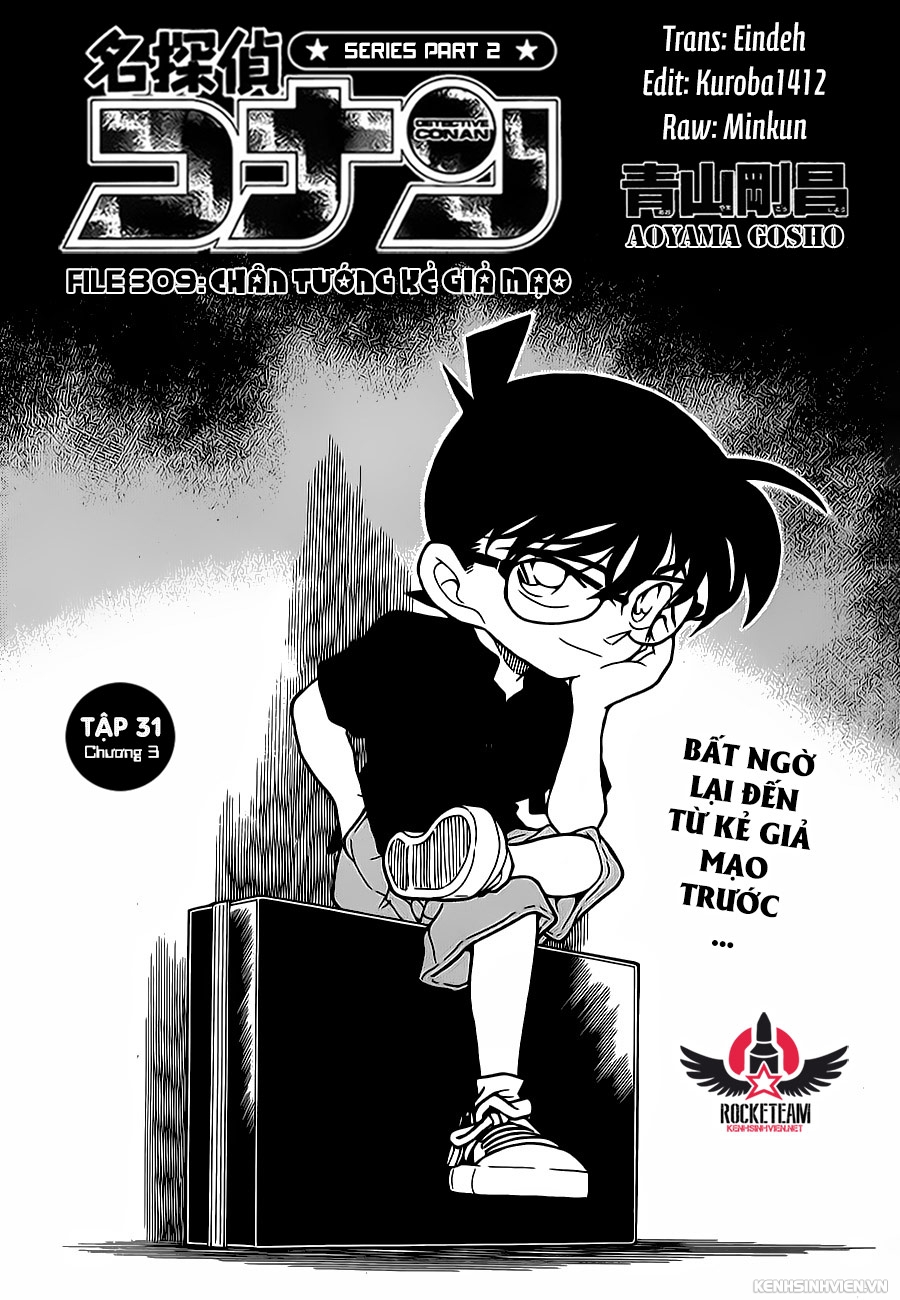 名探偵
★ SERIES PART 2 ★
コナン
DETECTIVE
CONAN
FILE 309: CHÂN TƯỚNG KẺ GIẢ MẠO
Trans: Eindeh
Edit: Kuroba1412
Raw: Minkun
青山剛昌
AOYAMA GOSHO
TẬP 31
Chương 3
BẤT NGỜ
LẠI ĐẾN
TỪ KẺ GIẢ
MẠO
TRƯỚC
...
ROCKETEAM
KENHSINHVIEN.NET
KENHSINHVIEN.VN